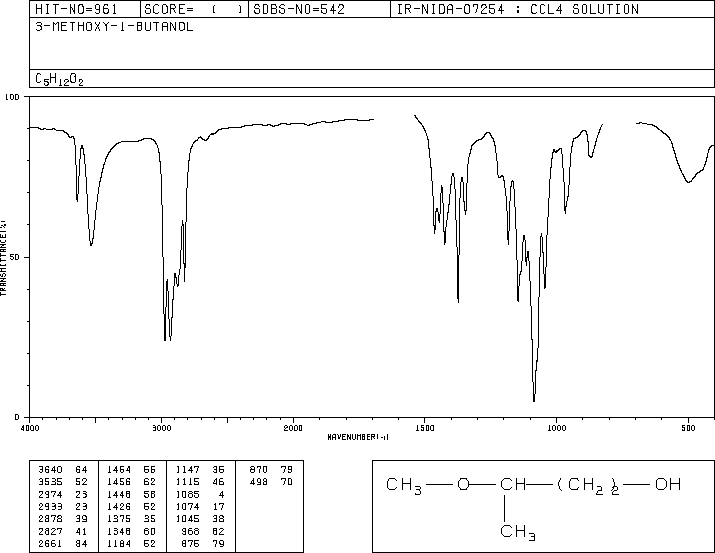 HIT-NO=961 SCORE= ( ) SDBS-NO=542 IR-NIDA-07254 : CCL4 SOLUTION
3-METHOXY-1-BUTANOL
C5H12O2
100
50
0
TRANSMITTANCE(%)
4000 3000 2000 1500 1000 500
WAVENUMBER(-1)
3640 64 1464 55 1147 35 870 79
3535 52 1456 62 1115 46 498 70
2974 23 1448 58 1085 4
2933 23 1426 52 1074 17
2878 39 1375 35 1045 38
2827 41 1348 60 966 62
2661 84 1184 52 875 79
CH3 O CH (CH2)2 OH
CH3